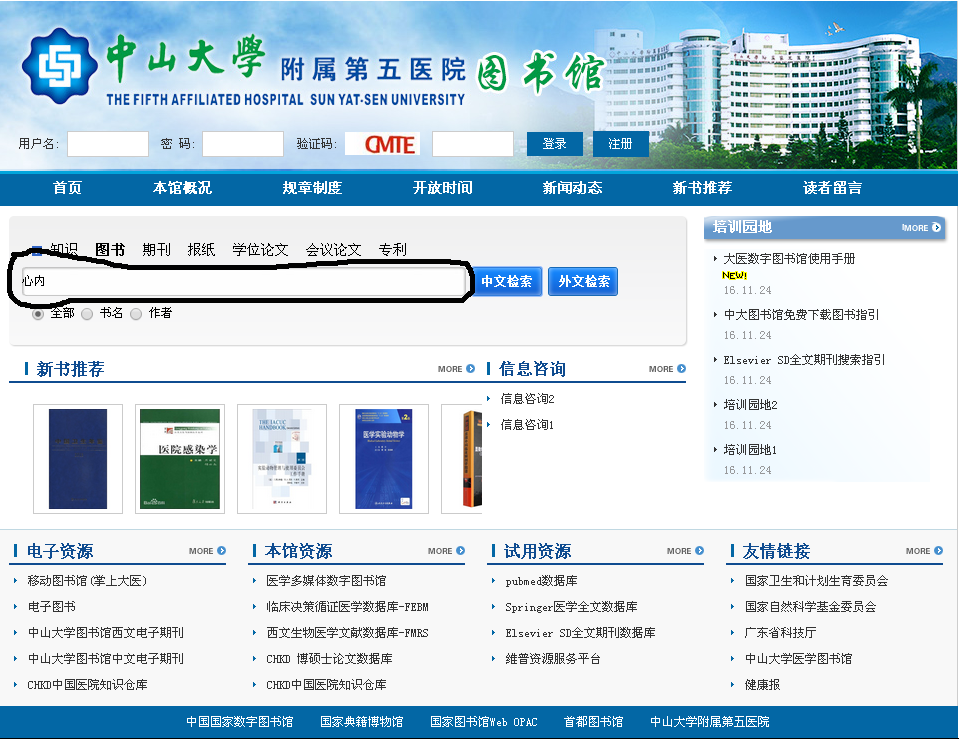 中山大學 附属第五医院 图书馆
THE FIFTH AFFILIATED HOSPITAL SUN YAT-SEN UNIVERSITY
用户名: 密 码: 验证码: CMTE 登录 注册
首页 本馆概况 规章制度 开放时间 新闻动态 新书推荐 读者留言
知识 图书 期刊 报纸 学位论文 会议论文 专利
心内 中文检索 外文检索
全部 书名 作者
培训园地 MORE
大医数字图书馆使用手册
NEW!
16.11.24
中大图书馆免费下载图书指引
16.11.24
Elsevier SD全文期刊搜索指引
16.11.24
培训园地2
16.11.24
培训园地1
16.11.24
新书推荐 MORE
医院感染学
THE IACUC
HANDBOOK
医学实验动物学
信息咨询 MORE
信息咨询2
信息咨询1
电子资源 MORE
移动图书馆(掌上大医)
电子图书
中山大学图书馆西文电子期刊
中山大学图书馆中文电子期刊
CHKD中国医院知识仓库
本馆资源 MORE
医学多媒体数字图书馆
临床决策循证医学数据库-FEBM
西文生物医学文献数据库-FMRS
CHKD 博硕士论文数据库
CHKD中国医院知识仓库
试用资源 MORE
pubmed数据库
Springer医学全文数据库
Elsevier SD全文期刊数据库
维普资源服务平台
友情链接 MORE
国家卫生和计划生育委员会
国家自然科学基金委员会
广东省科技厅
中山大学医学图书馆
健康报
中国国家数字图书馆 国家典籍博物馆 国家图书馆Web OPAC 首都图书馆 中山大学附属第五医院